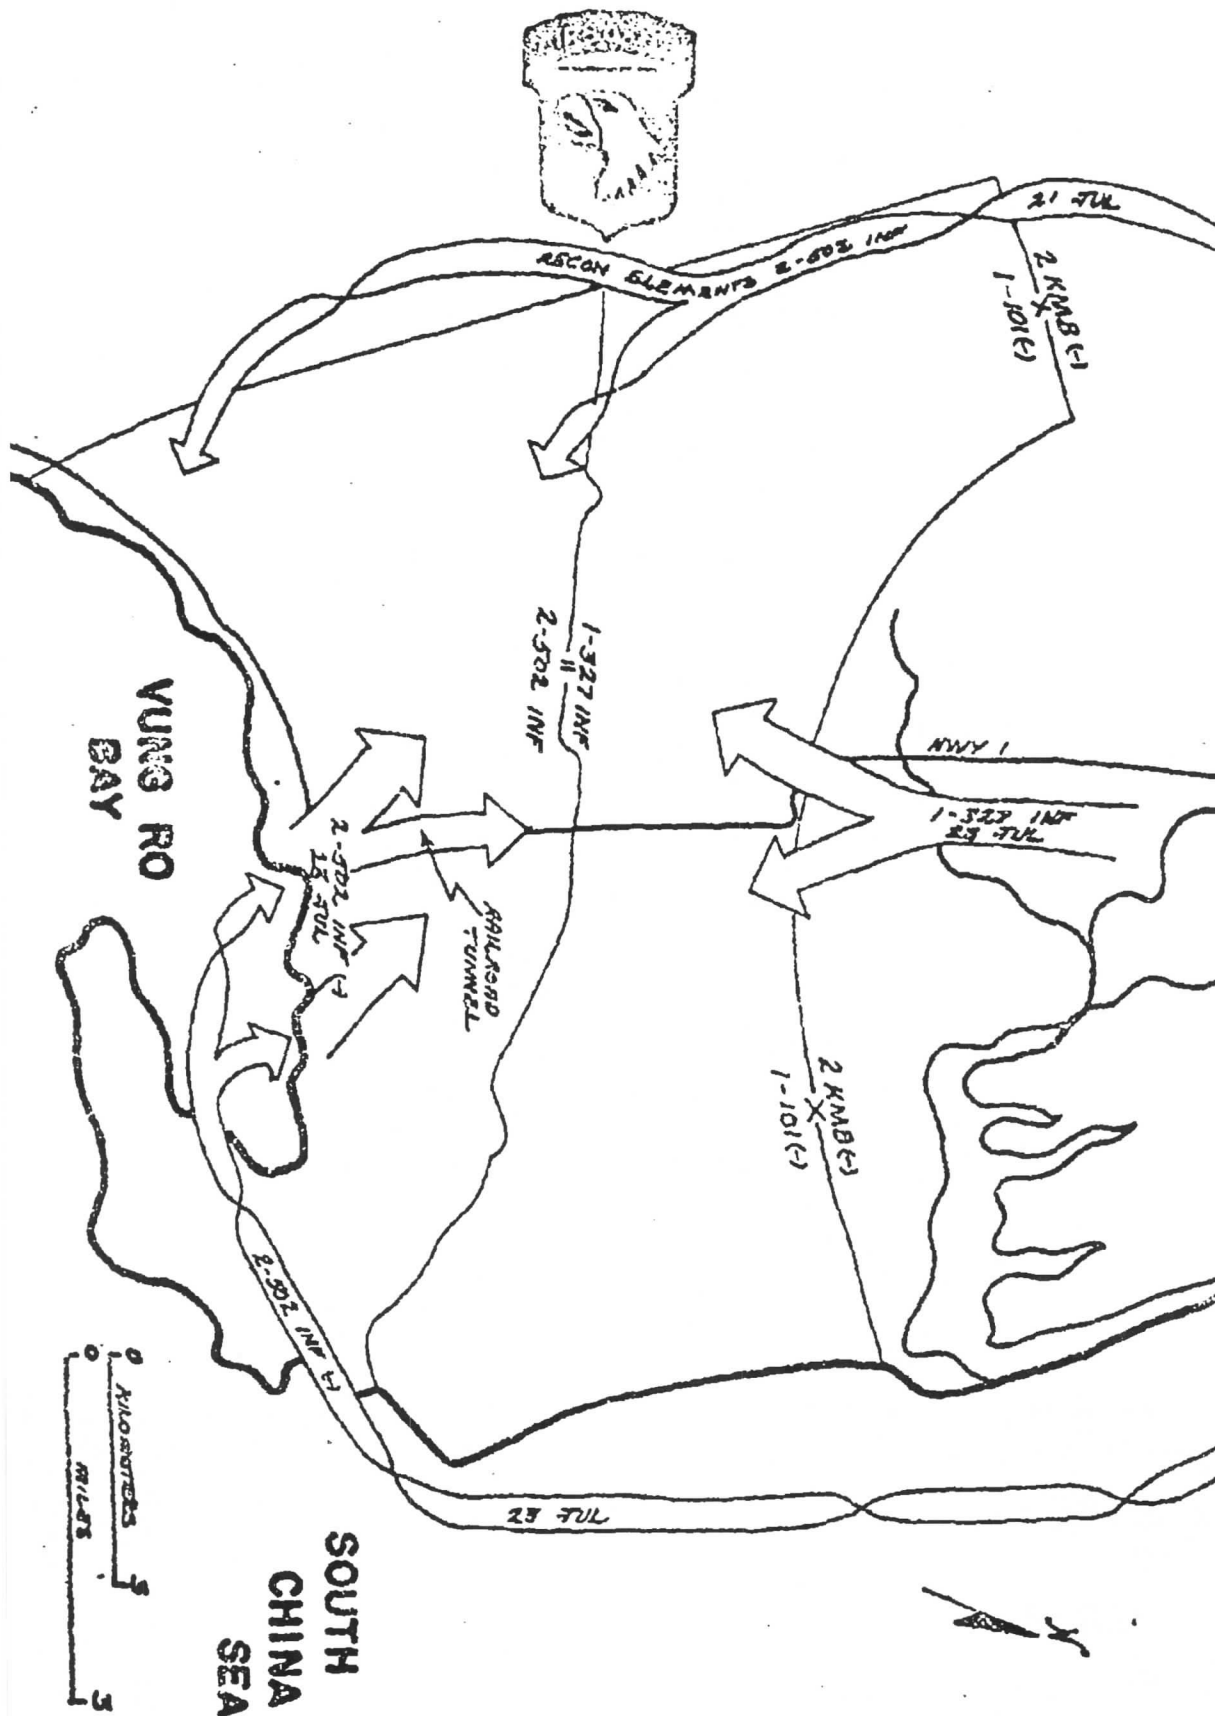 21 JUL
RECON ELEMENTS 2-502 INF
2 KMB (-)
X
1-101 (-)
1-327 INF
II
2-502 INF
HWY 1
1-327 INF
23 JUL
VUNG RO
BAY
2-502 INF (-)
23 JUL
RAILROAD
TUNNEL
2 KMB (-)
X
1-101 (-)
2-502 INF (-)
23 JUL
0
KILOMETERS
5
0
MILES
3
SOUTH
CHINA
SEA
N